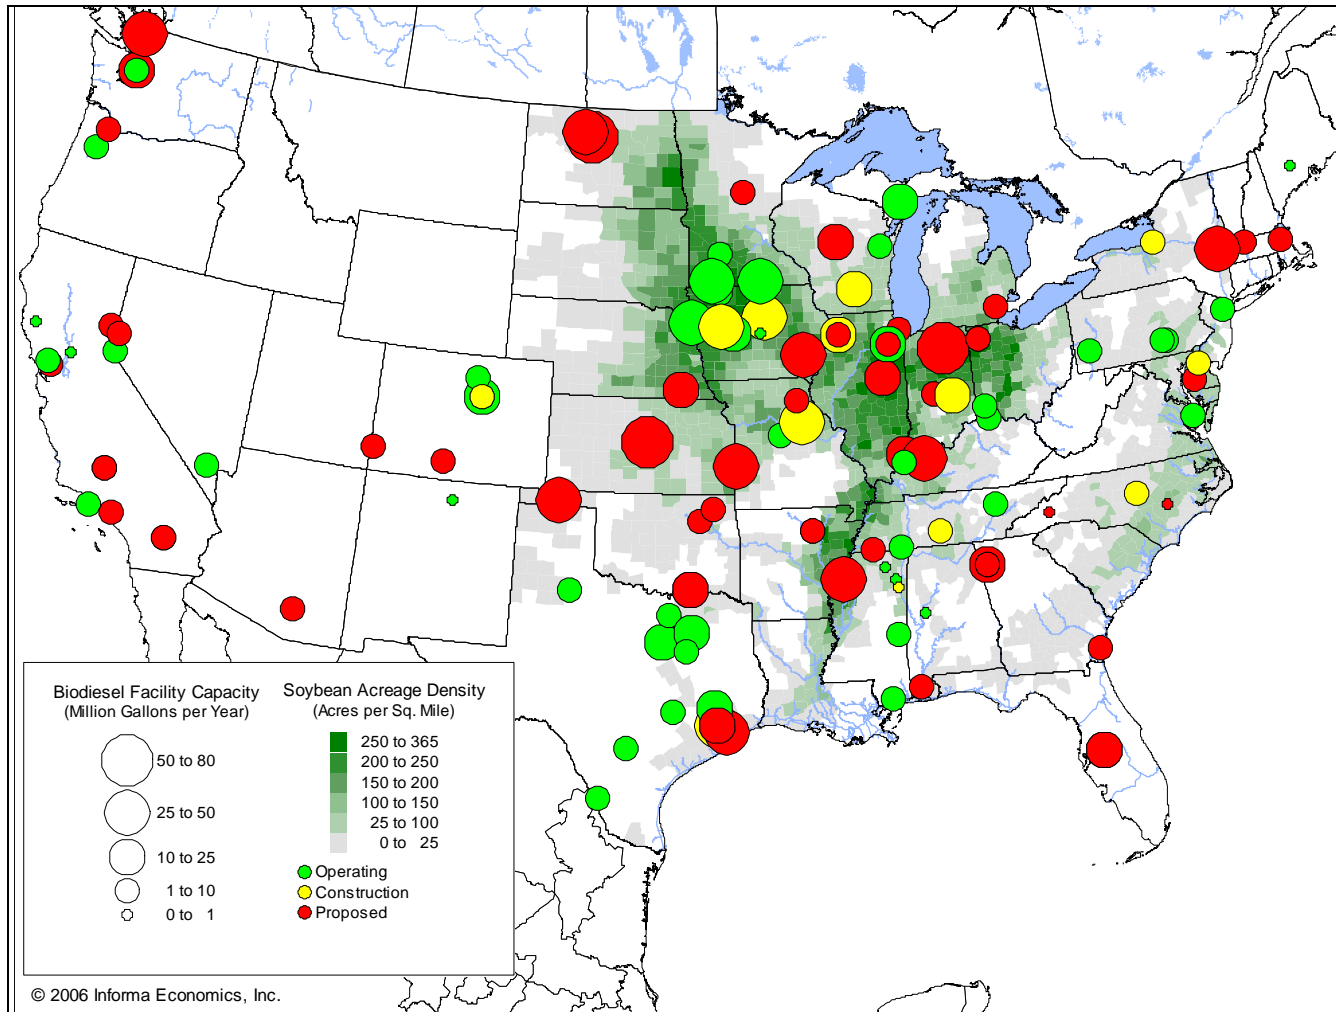 Biodiesel Facility Capacity
(Million Gallons per Year)
50 to 80
25 to 50
10 to 25
1 to 10
0 to 1
Soybean Acreage Density
(Acres per Sq. Mile)
250 to 365
200 to 250
150 to 200
100 to 150
25 to 100
0 to 25
Operating
Construction
Proposed
© 2006 Informa Economics, Inc.